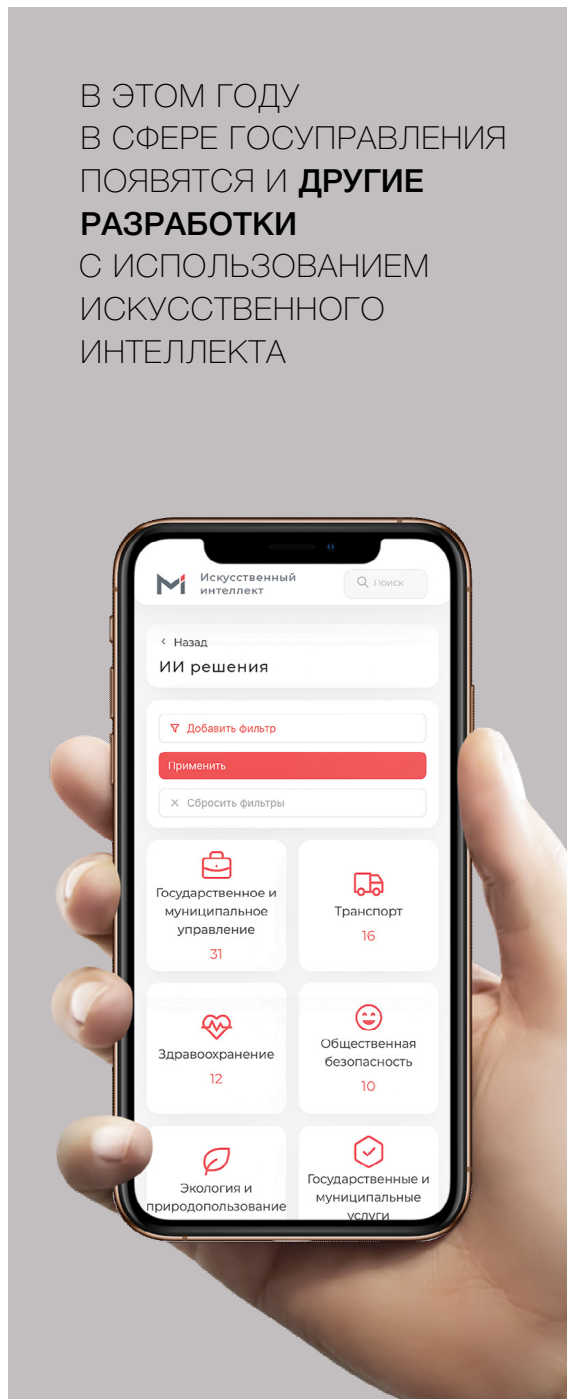 В ЭТОМ ГОДУ
В СФЕРЕ ГОСУПРАВЛЕНИЯ
ПОЯВЯТСЯ И ДРУГИЕ
РАЗРАБОТКИ
С ИСПОЛЬЗОВАНИЕМ
ИСКУССТВЕННОГО
ИНТЕЛЛЕКТА
Искусственный
интеллект
Поиск
Назад
ИИ решения
Добавить фильтр
Применить
Сбросить фильтры
Государственное и
муниципальное
управление
31
Транспорт
16
Здравоохранение
12
Общественная
безопасность
10
Экология и
природопользование
Государственные и
муниципальные
услуги